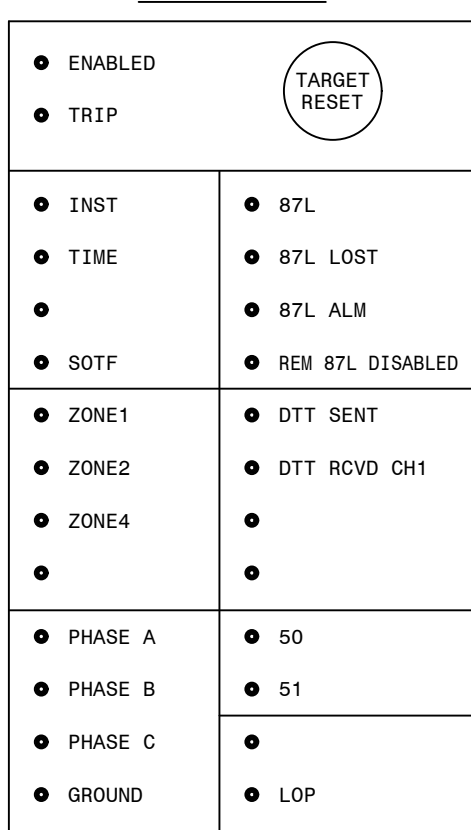 ENABLED
TRIP
TARGET
RESET
INST
TIME
SOTF
87L
87L LOST
87L ALM
REM 87L DISABLED
ZONE1
ZONE2
ZONE4
DTT SENT
DTT RCVD CH1
PHASE A
PHASE B
PHASE C
GROUND
50
51
LOP